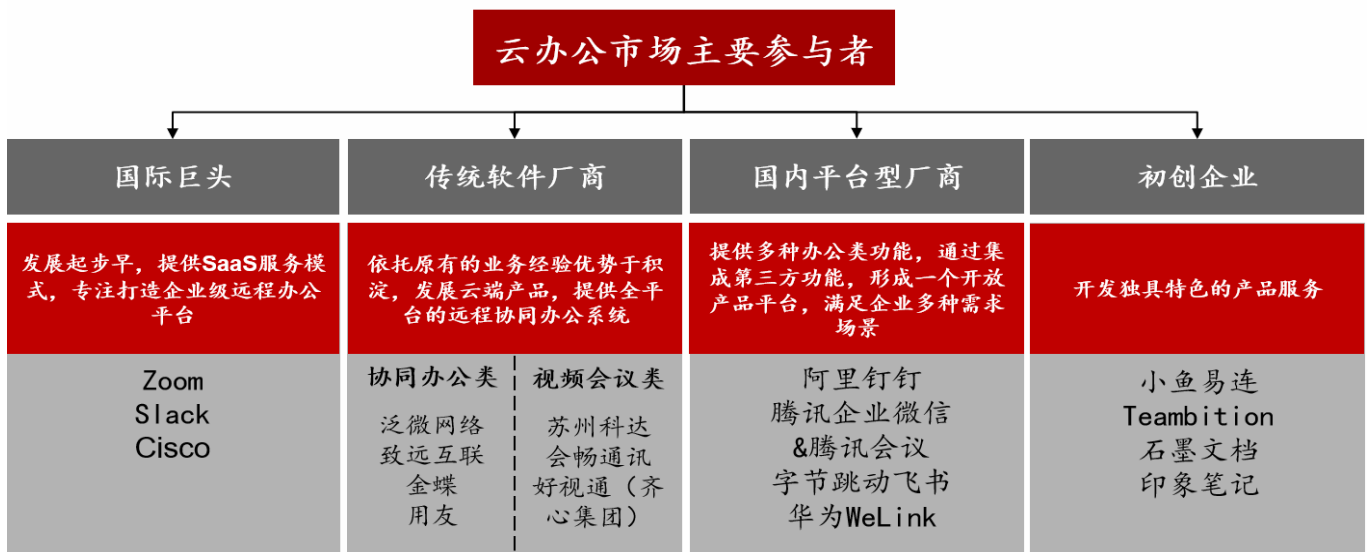 云办公市场主要参与者
国际巨头
发展起步早，提供SaaS服务模
式，专注打造企业级远程办公
平台
Zoom
Slack
Cisco
传统软件厂商
依托原有的业务经验优势于积
淀，发展云端产品，提供全平
台的远程协同办公系统
协同办公类
泛微网络
致远互联
金蝶
用友
视频会议类
苏州科达
会畅通讯
好视通（齐
心集团）
国内平台型厂商
提供多种办公类功能，通过集
成第三方功能，形成一个开放
产品平台，满足企业多种需求
场景
阿里钉钉
腾讯企业微信
&腾讯会议
字节跳动飞书
华为WeLink
初创企业
开发独具特色的产品服务
小鱼易连
Teambition
石墨文档
印象笔记